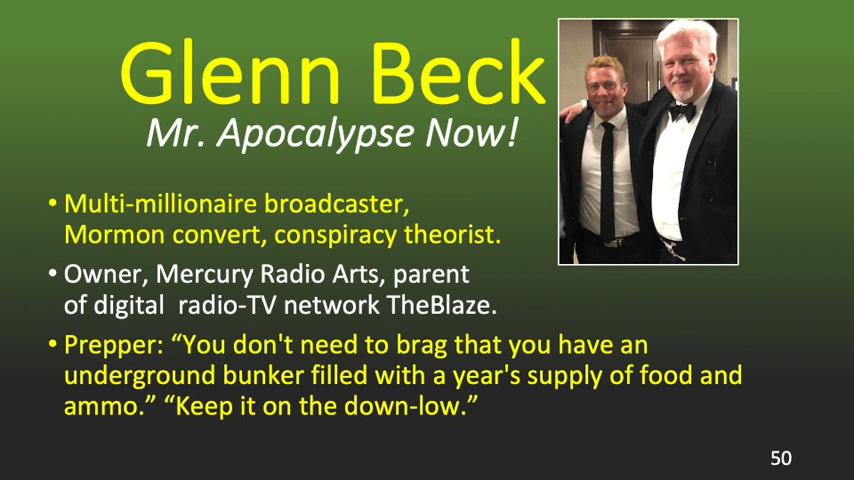 Glenn Beck
Mr. Apocalypse Now!
• Multi-millionaire broadcaster,
Mormon convert, conspiracy theorist.
• Owner, Mercury Radio Arts, parent
of digital  radio-TV network TheBlaze.
• Prepper: “You don't need to brag that you have an
underground bunker filled with a year's supply of food and
ammo.” “Keep it on the down-low.”
50